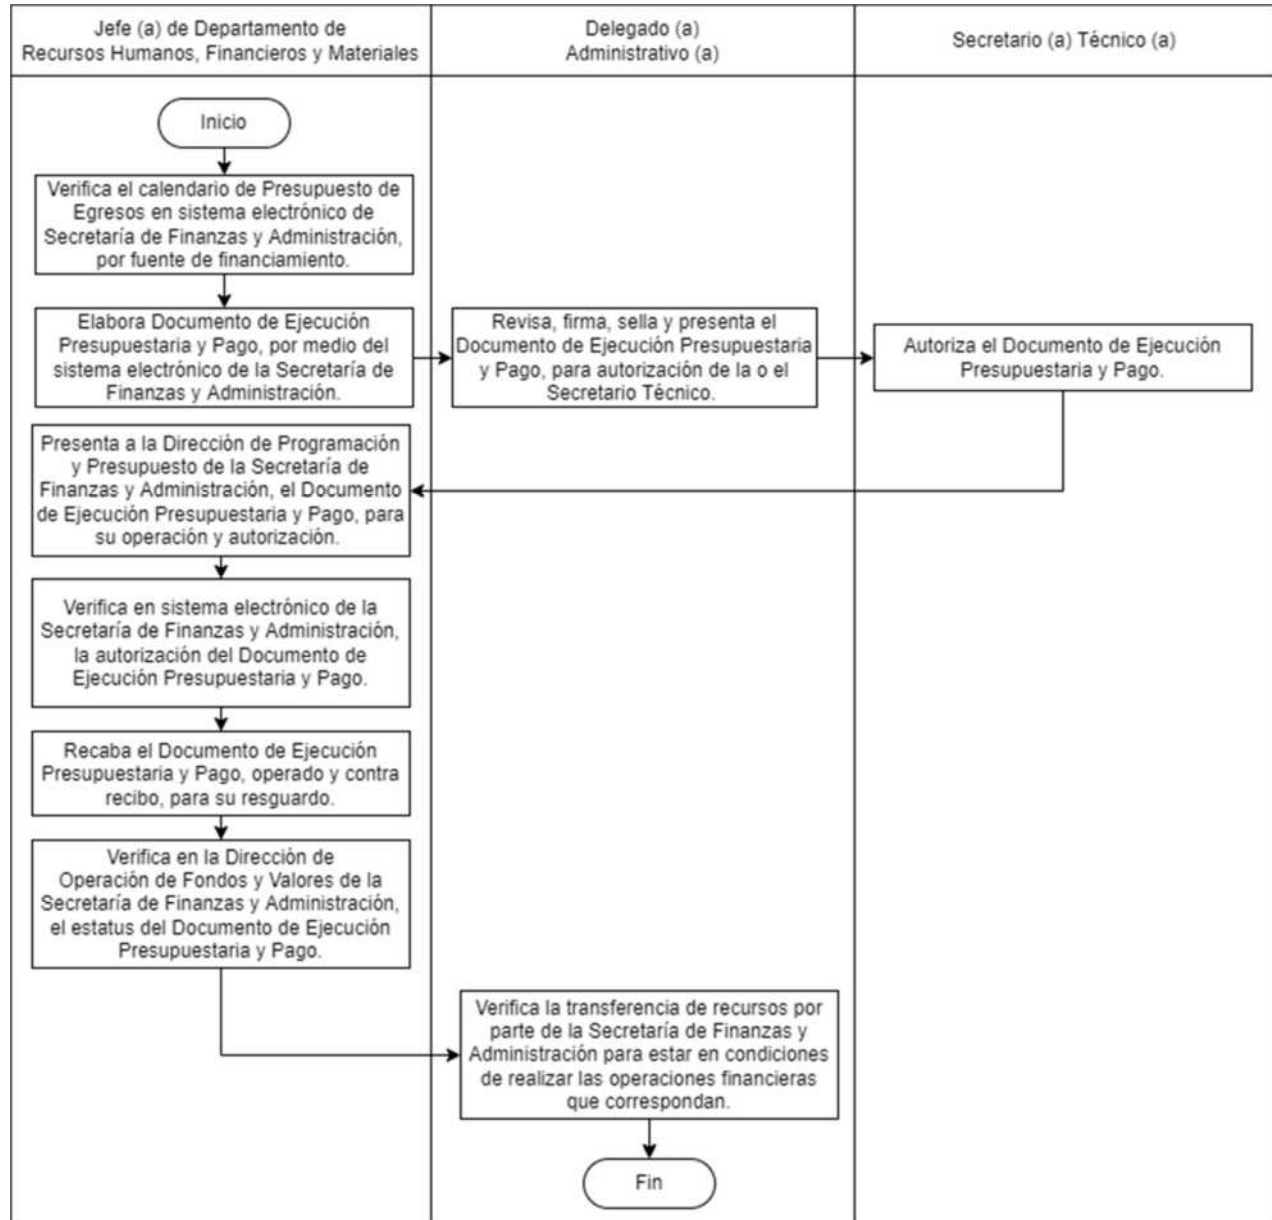 Jefe (a) de Departamento de
Recursos Humanos, Financieros y Materiales
Delegado (a)
Administrativo (a)
Secretario (a) Técnico (a)
Inicio
Verifica el calendario de Presupuesto de
Egresos en sistema electrónico de
Secretaría de Finanzas y Administración,
por fuente de financiamiento.
Elabora Documento de Ejecución
Presupuestaria y Pago, por medio del
sistema electrónico de la Secretaría de
Finanzas y Administración.
Revisa, firma, sella y presenta el
Documento de Ejecución Presupuestaria
y Pago, para autorización de la o el
Secretario Técnico.
Autoriza el Documento de Ejecución
Presupuestaria y Pago.
Presenta a la Dirección de Programación
y Presupuesto de la Secretaría de
Finanzas y Administración, el Documento
de Ejecución Presupuestaria y Pago, para
su operación y autorización.
Verifica en sistema electrónico de la
Secretaría de Finanzas y Administración,
la autorización del Documento de
Ejecución Presupuestaria y Pago.
Recaba el Documento de Ejecución
Presupuestaria y Pago, operado y contra
recibo, para su resguardo.
Verifica en la Dirección de
Operación de Fondos y Valores de la
Secretaría de Finanzas y Administración,
el estatus del Documento de Ejecución
Presupuestaria y Pago.
Verifica la transferencia de recursos por
parte de la Secretaría de Finanzas y
Administración para estar en condiciones
de realizar las operaciones financieras
que correspondan.
Fin